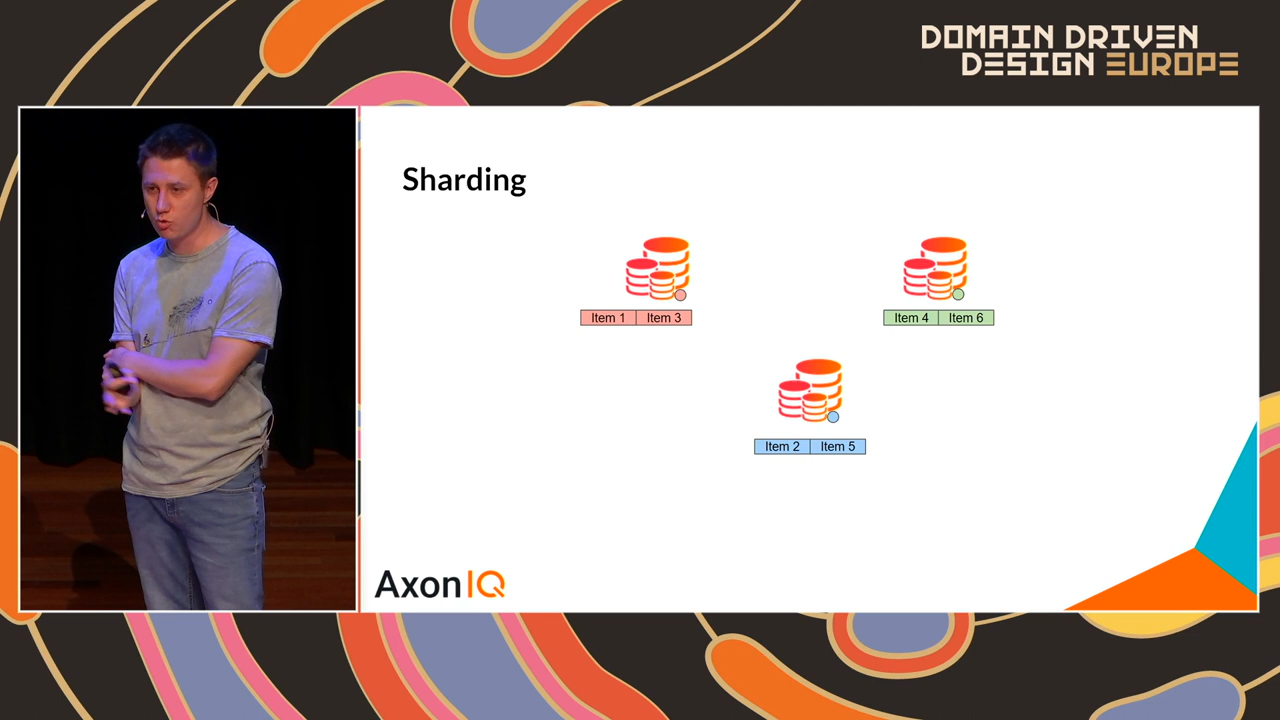 DOMAIN DRIVEN
DESIGN EUROPE
Sharding
Item 1 Item 3
Item 4 Item 6
Item 2 Item 5
AxonIQ